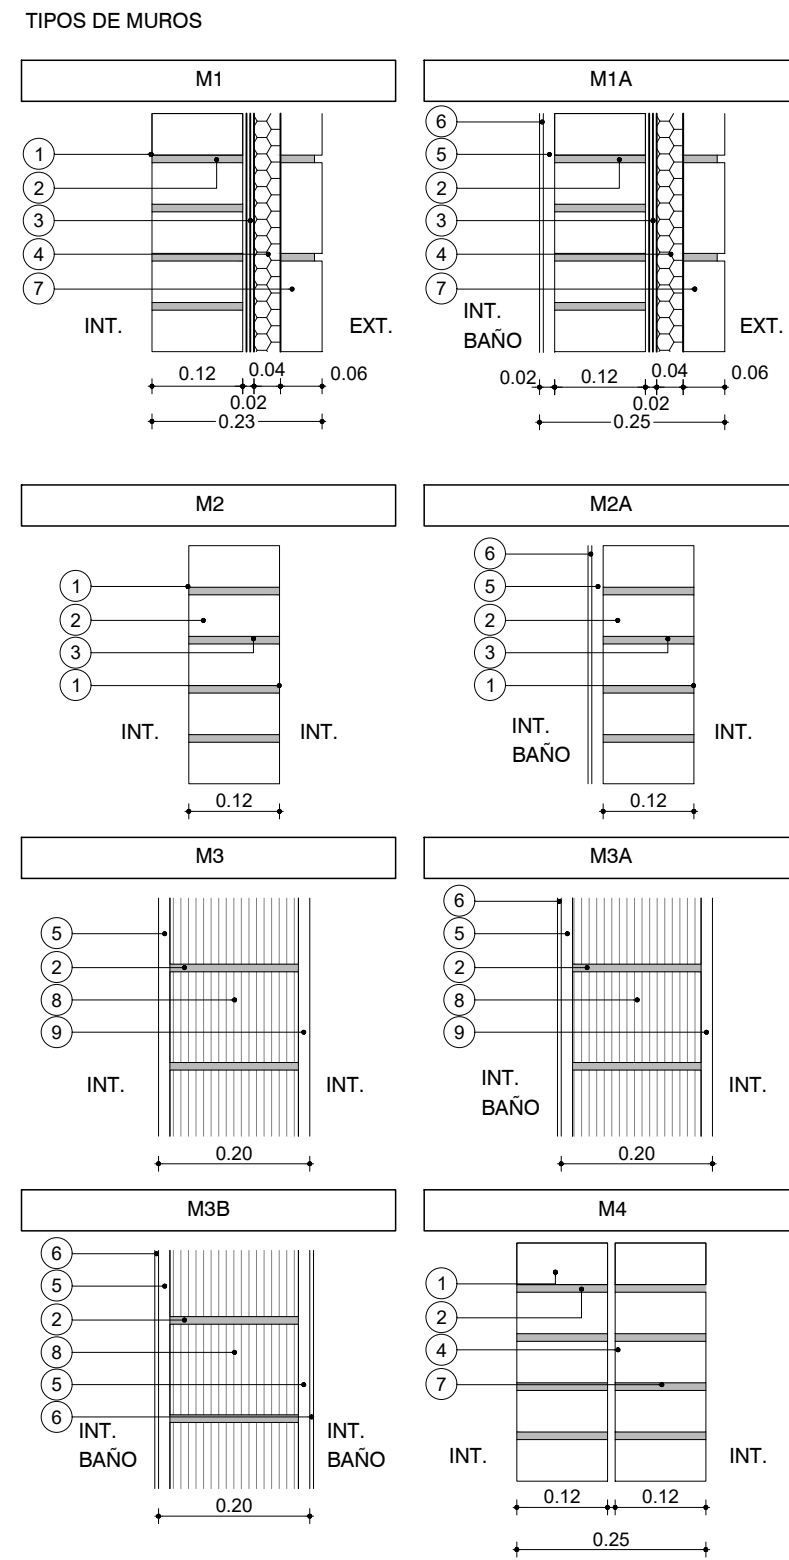 TIPOS DE MUROS
M1
1
2
3
4
7
INT.
EXT.
0.12
0.04
0.06
0.02
0.23
M1A
6
5
2
3
4
7
INT.
BAÑO
EXT.
0.02
0.12
0.04
0.06
0.02
0.25
M2
1
2
3
1
INT.
INT.
0.12
M2A
6
5
2
3
1
INT.
BAÑO
INT.
0.12
M3
5
2
8
9
INT.
INT.
0.20
M3A
6
5
2
8
9
INT.
BAÑO
INT.
0.20
M3B
6
5
2
8
5
6
INT.
BAÑO
INT.
BAÑO
0.20
M4
1
2
4
7
INT.
INT.
0.12
0.12
0.25